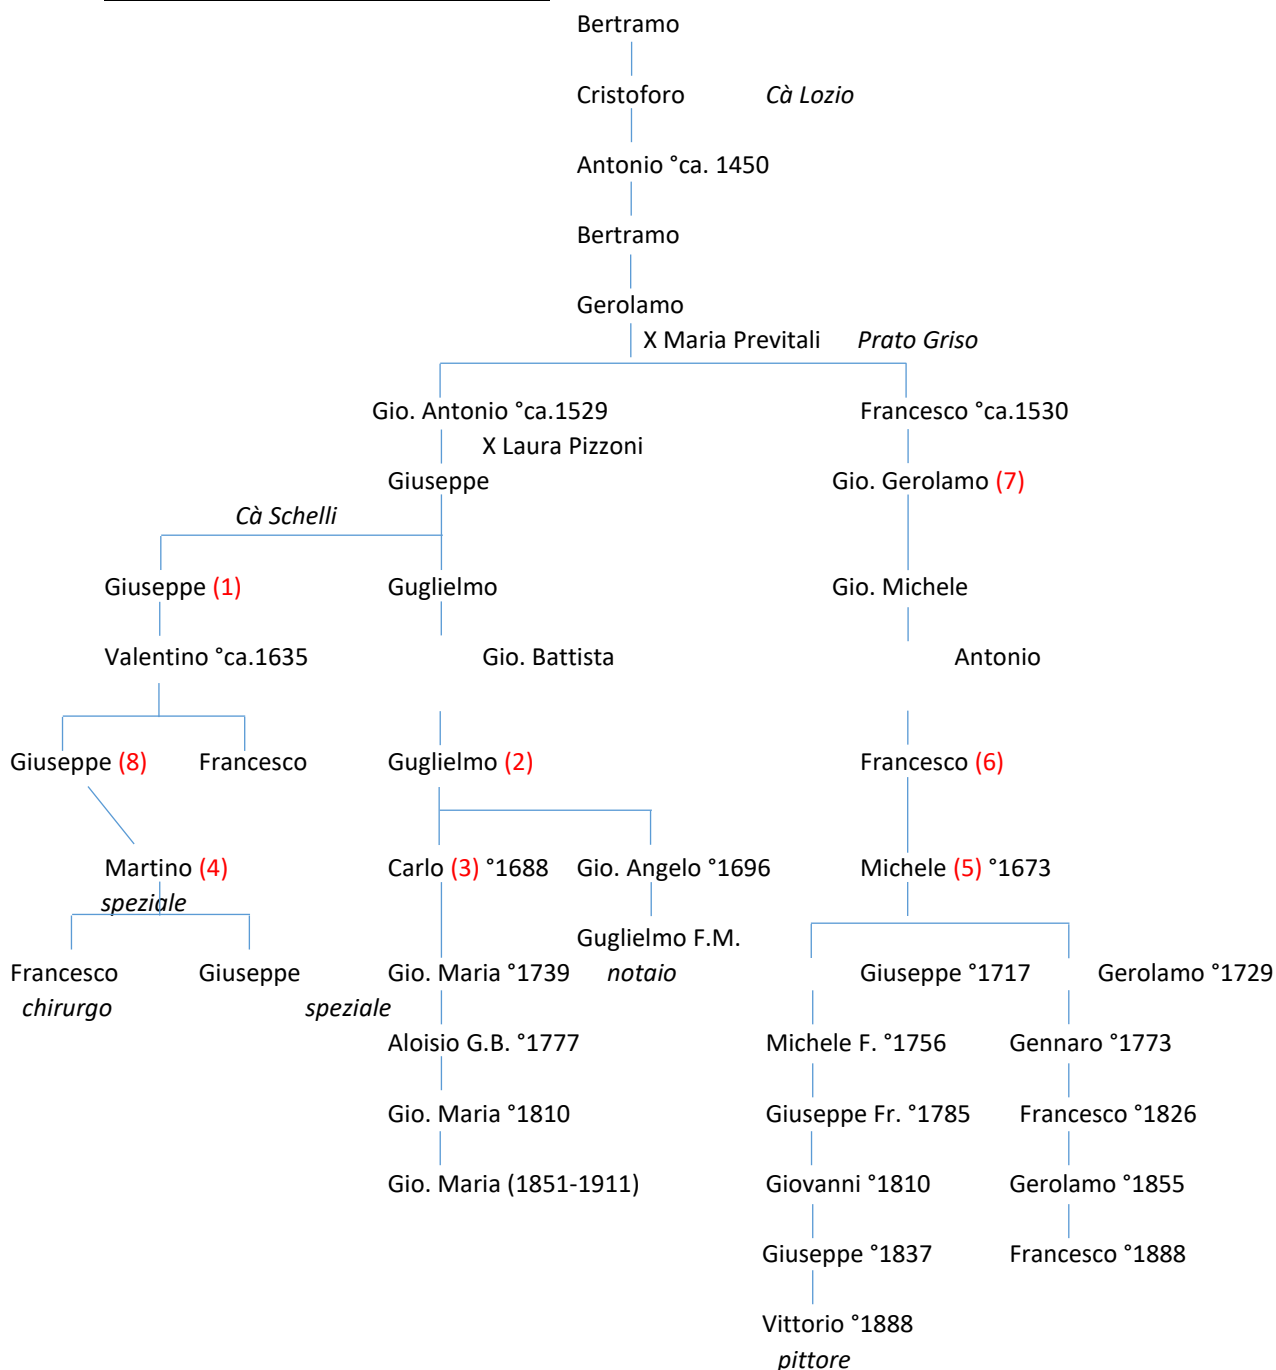 Bertramo
Cristoforo Cà Lozio
Antonio °ca. 1450
Bertramo
Gerolamo
X Maria Previtali Prato Griso
Gio. Antonio °ca.1529 Francesco °ca.1530
X Laura Pizzoni
Giuseppe Gio. Gerolamo (7)
Cà Schelli
Giuseppe (1) Guglielmo Gio. Michele
Valentino °ca.1635 Gio. Battista Antonio
Giuseppe (8) Francesco Guglielmo (2) Francesco (6)
Martino (4) Carlo (3) °1688 Gio. Angelo °1696 Michele (5) °1673
speziale
Guglielmo F.M.
Francesco Giuseppe Gio. Maria °1739 notaio Giuseppe °1717 Gerolamo °1729
chirurgo speziale
Aloisio G.B. °1777 Michele F. °1756 Gennaro °1773
Gio. Maria °1810 Giuseppe Fr. °1785 Francesco °1826
Gio. Maria (1851-1911) Giovanni °1810 Gerolamo °1855
Giuseppe °1837 Francesco °1888
Vittorio °1888
pittore